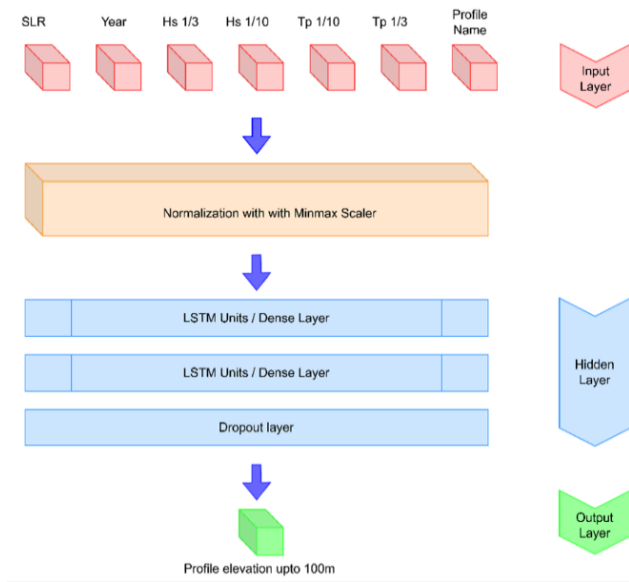 SLR Year Hs 1/3 Hs 1/10 Tp 1/10 Tp 1/3 Profile
Name
Input
Layer
Normalization with with Minmax Scaler
LSTM Units / Dense Layer
LSTM Units / Dense Layer
Hidden
Layer
Dropout layer
Output
Layer
Profile elevation upto 100m